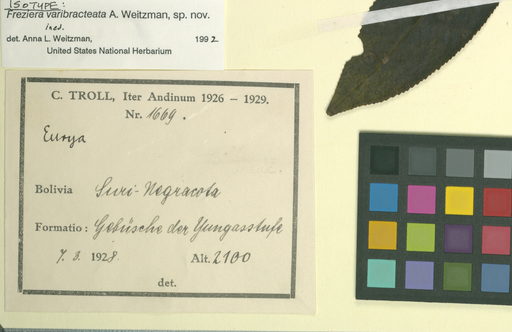 ISOTYPE:
Freziera varibracteata A. Weitzman, sp. nov.
ined.
det. Anna L. Weitzman, 1992
United States National Herbarium
C. TROLL, Iter Andinum 1926 – 1929.
Nr. 1669.
Eurya
Bolivia Suri-Negracota
Formatio: Gebüsche der Yungasstufe
7. 3. 1928. Alt. 2100
det.